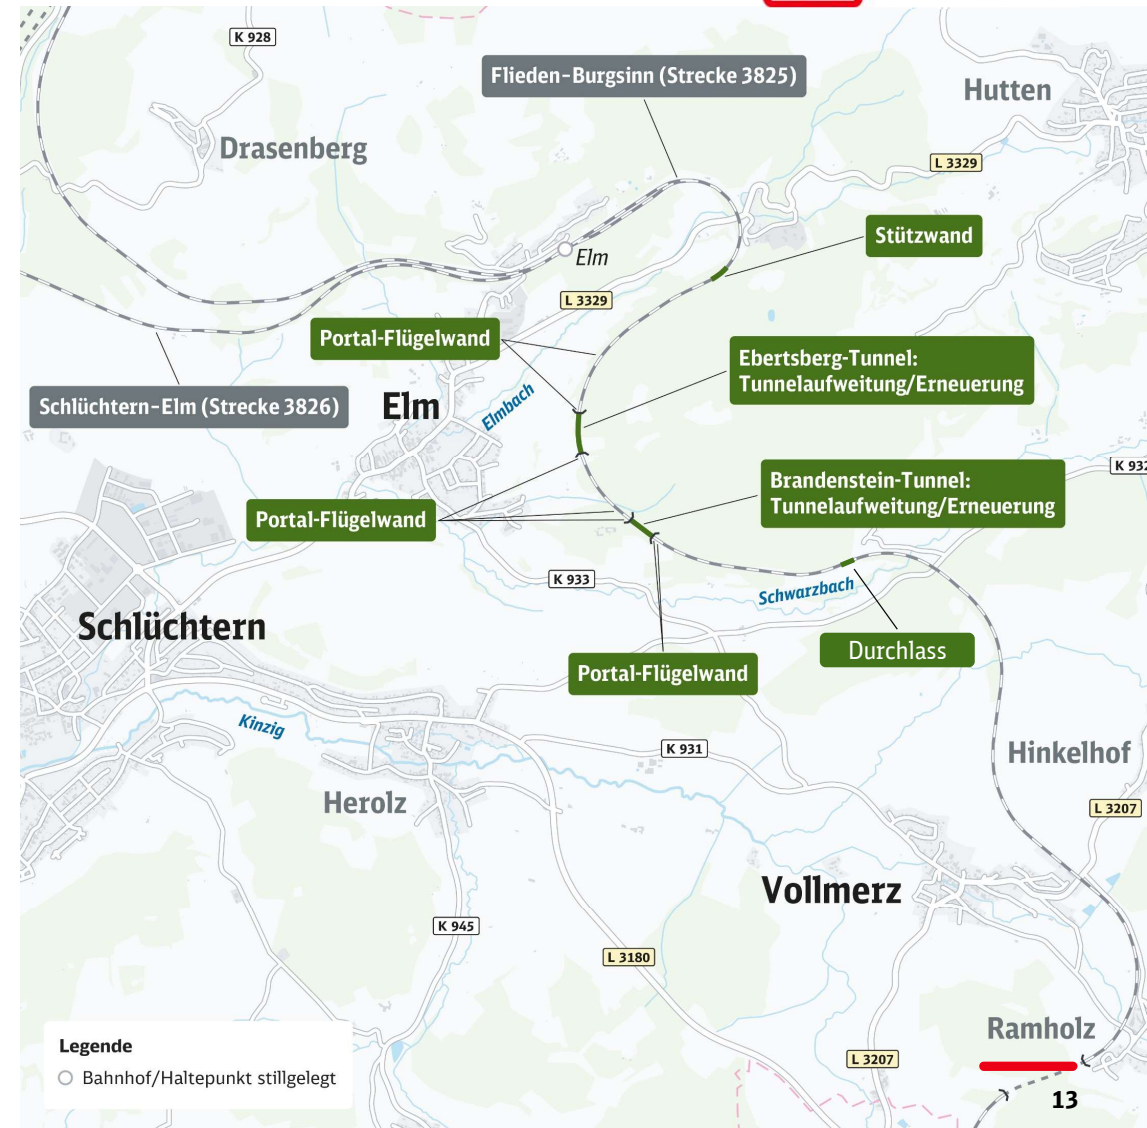 K 928
Flieden-Burgsinn (Strecke 3825)
Hutten
Drasenberg
L 3329
Stützwand
Elm
L 3329
Portal-Flügelwand
Ebertsberg-Tunnel:
Tunnelaufweitung/Erneuerung
Schlüchtern-Elm (Strecke 3826)
Elm
Elmbach
K 932
Brandenstein-Tunnel:
Tunnelaufweitung/Erneuerung
Portal-Flügelwand
K 933
Schwarzbach
Schlüchtern
Durchlass
Portal-Flügelwand
Kinzig
K 931
Hinkelhof
Herolz
L 3207
Vollmerz
K 945
L 3180
Ramholz
Legende
L 3207
Bahnhof/Haltepunkt stillgelegt
13